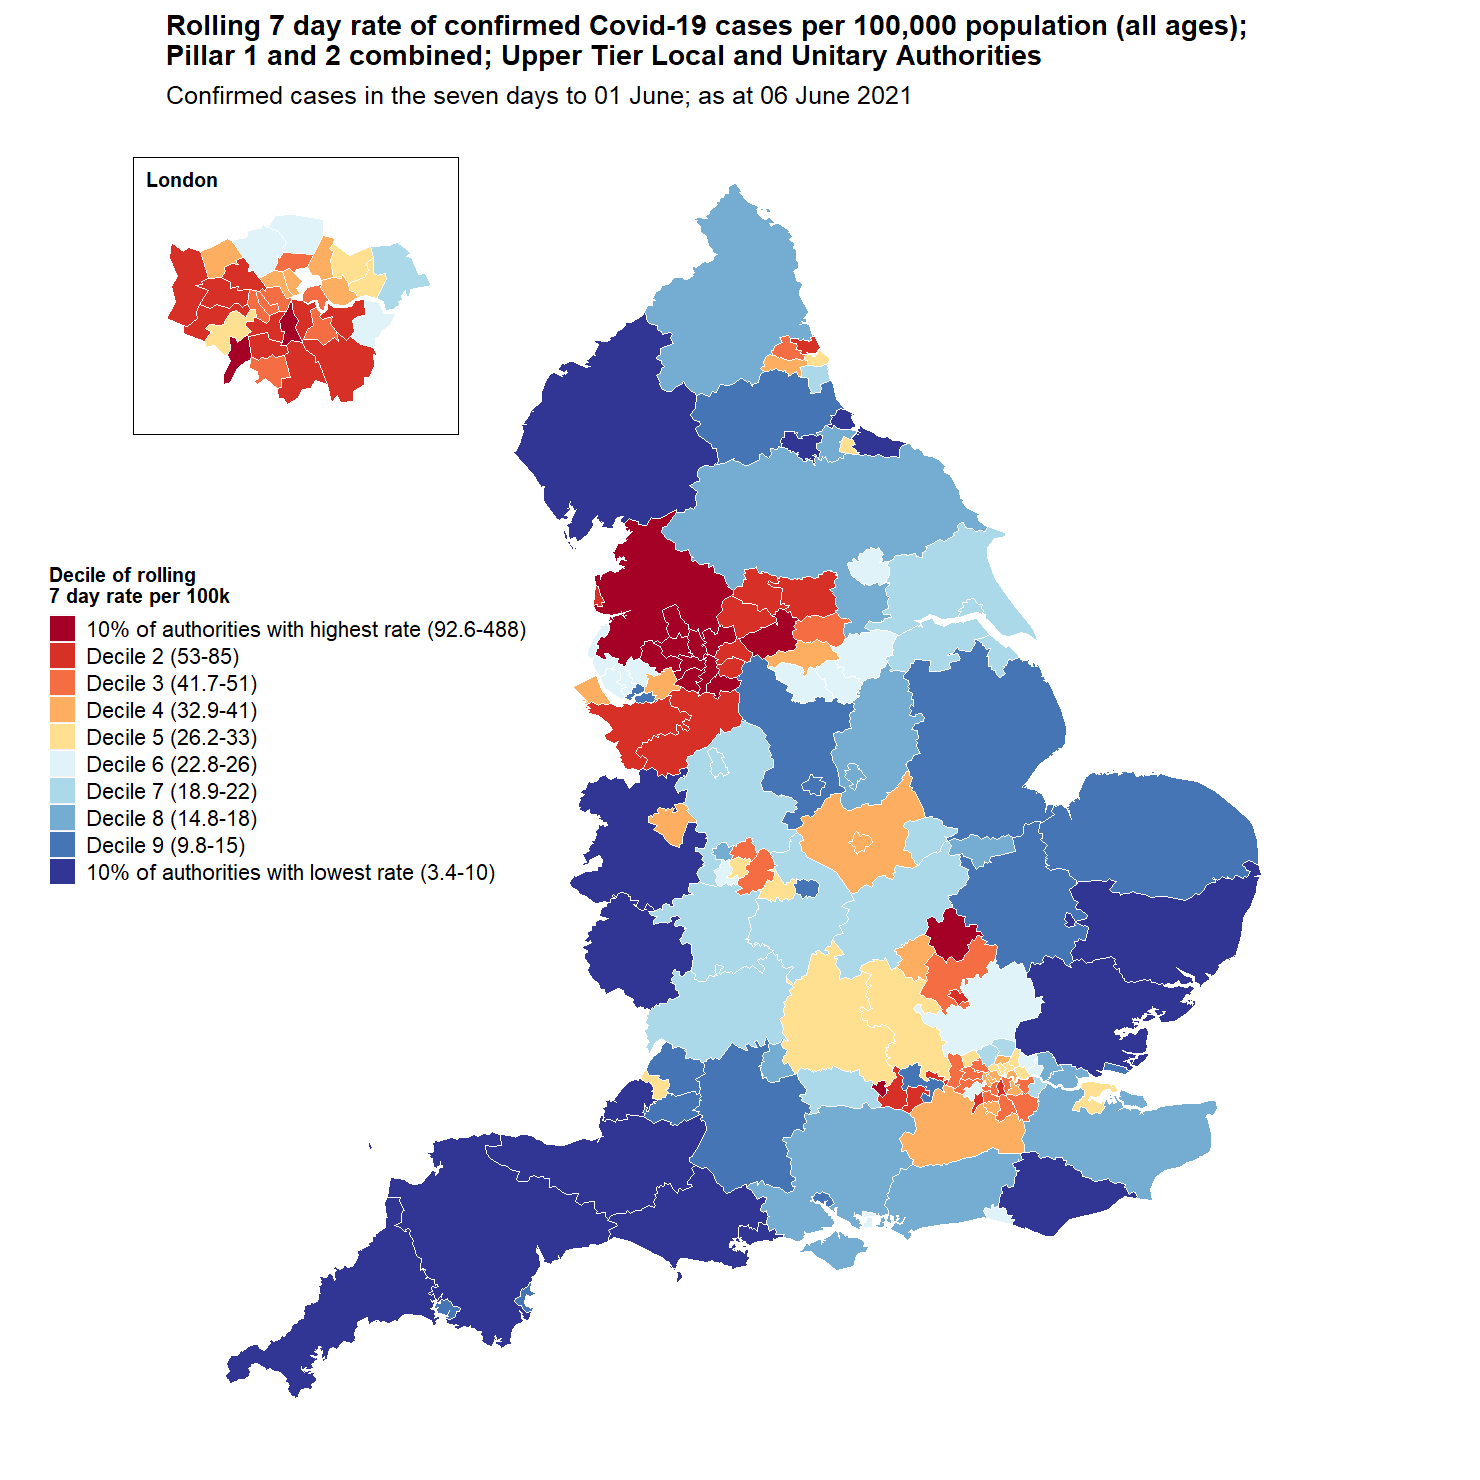 Rolling 7 day rate of confirmed Covid-19 cases per 100,000 population (all ages);
Pillar 1 and 2 combined; Upper Tier Local and Unitary Authorities
Confirmed cases in the seven days to 01 June; as at 06 June 2021
London
Decile of rolling
7 day rate per 100k
10% of authorities with highest rate (92.6-488)
Decile 2 (53-85)
Decile 3 (41.7-51)
Decile 4 (32.9-41)
Decile 5 (26.2-33)
Decile 6 (22.8-26)
Decile 7 (18.9-22)
Decile 8 (14.8-18)
Decile 9 (9.8-15)
10% of authorities with lowest rate (3.4-10)